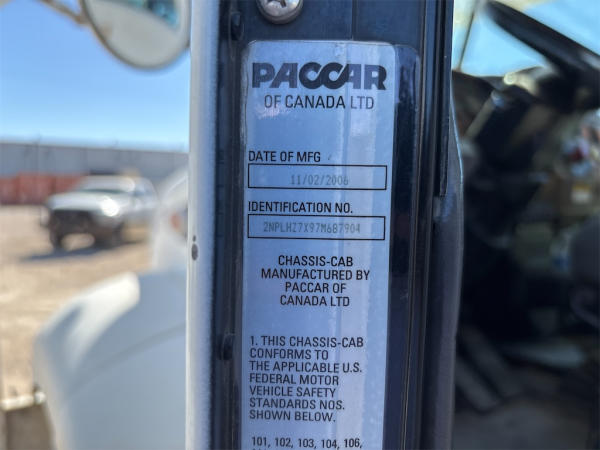 PACCAR
OF CANADA LTD
DATE OF MFG
11/02/2006
IDENTIFICATION NO.
2NPLHZ7X97M687904
CHASSIS-CAB
MANUFACTURED BY
PACCAR OF
CANADA LTD
1. THIS CHASSIS-CAB
CONFORMS TO
THE APPLICABLE U.S.
FEDERAL MOTOR
VEHICLE SAFETY
STANDARDS NOS.
SHOWN BELOW.
101, 102, 103, 104, 106,